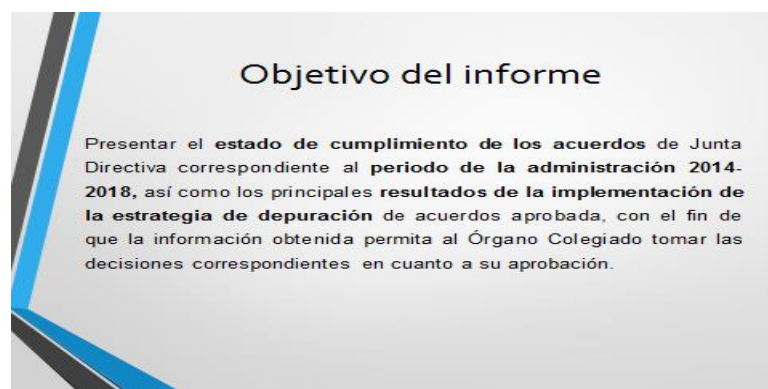 Objetivo del informe
Presentar el estado de cumplimiento de los acuerdos de Junta
Directiva correspondiente al periodo de la administración 2014-
2018, así como los principales resultados de la implementación de
la estrategia de depuración de acuerdos aprobada, con el fin de
que la información obtenida permita al Órgano Colegiado tomar las
decisiones correspondientes en cuanto a su aprobación.